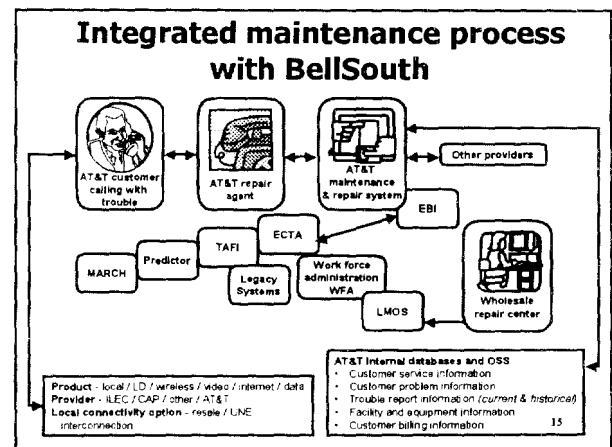 Integrated maintenance process
with BellSouth
AT&T customer
calling with
trouble
AT&T repair
agent
AT&T
maintenance
& repair system
Other providers
EBI
ECTA
TAFI
Predictor
MARCH
Legacy
Systems
Work force
administration
WFA
LMOS
Wholesale
repair center
Product - local / LD / wireless / video / internet / data
Provider - ILEC / CAP / other / AT&T
Local connectivity option - resale / UNE
interconnection
AT&T Internal databases and OSS
• Customer service information
• Customer problem information
• Trouble report information (current & historical)
• Facility and equipment information
• Customer billing information
15